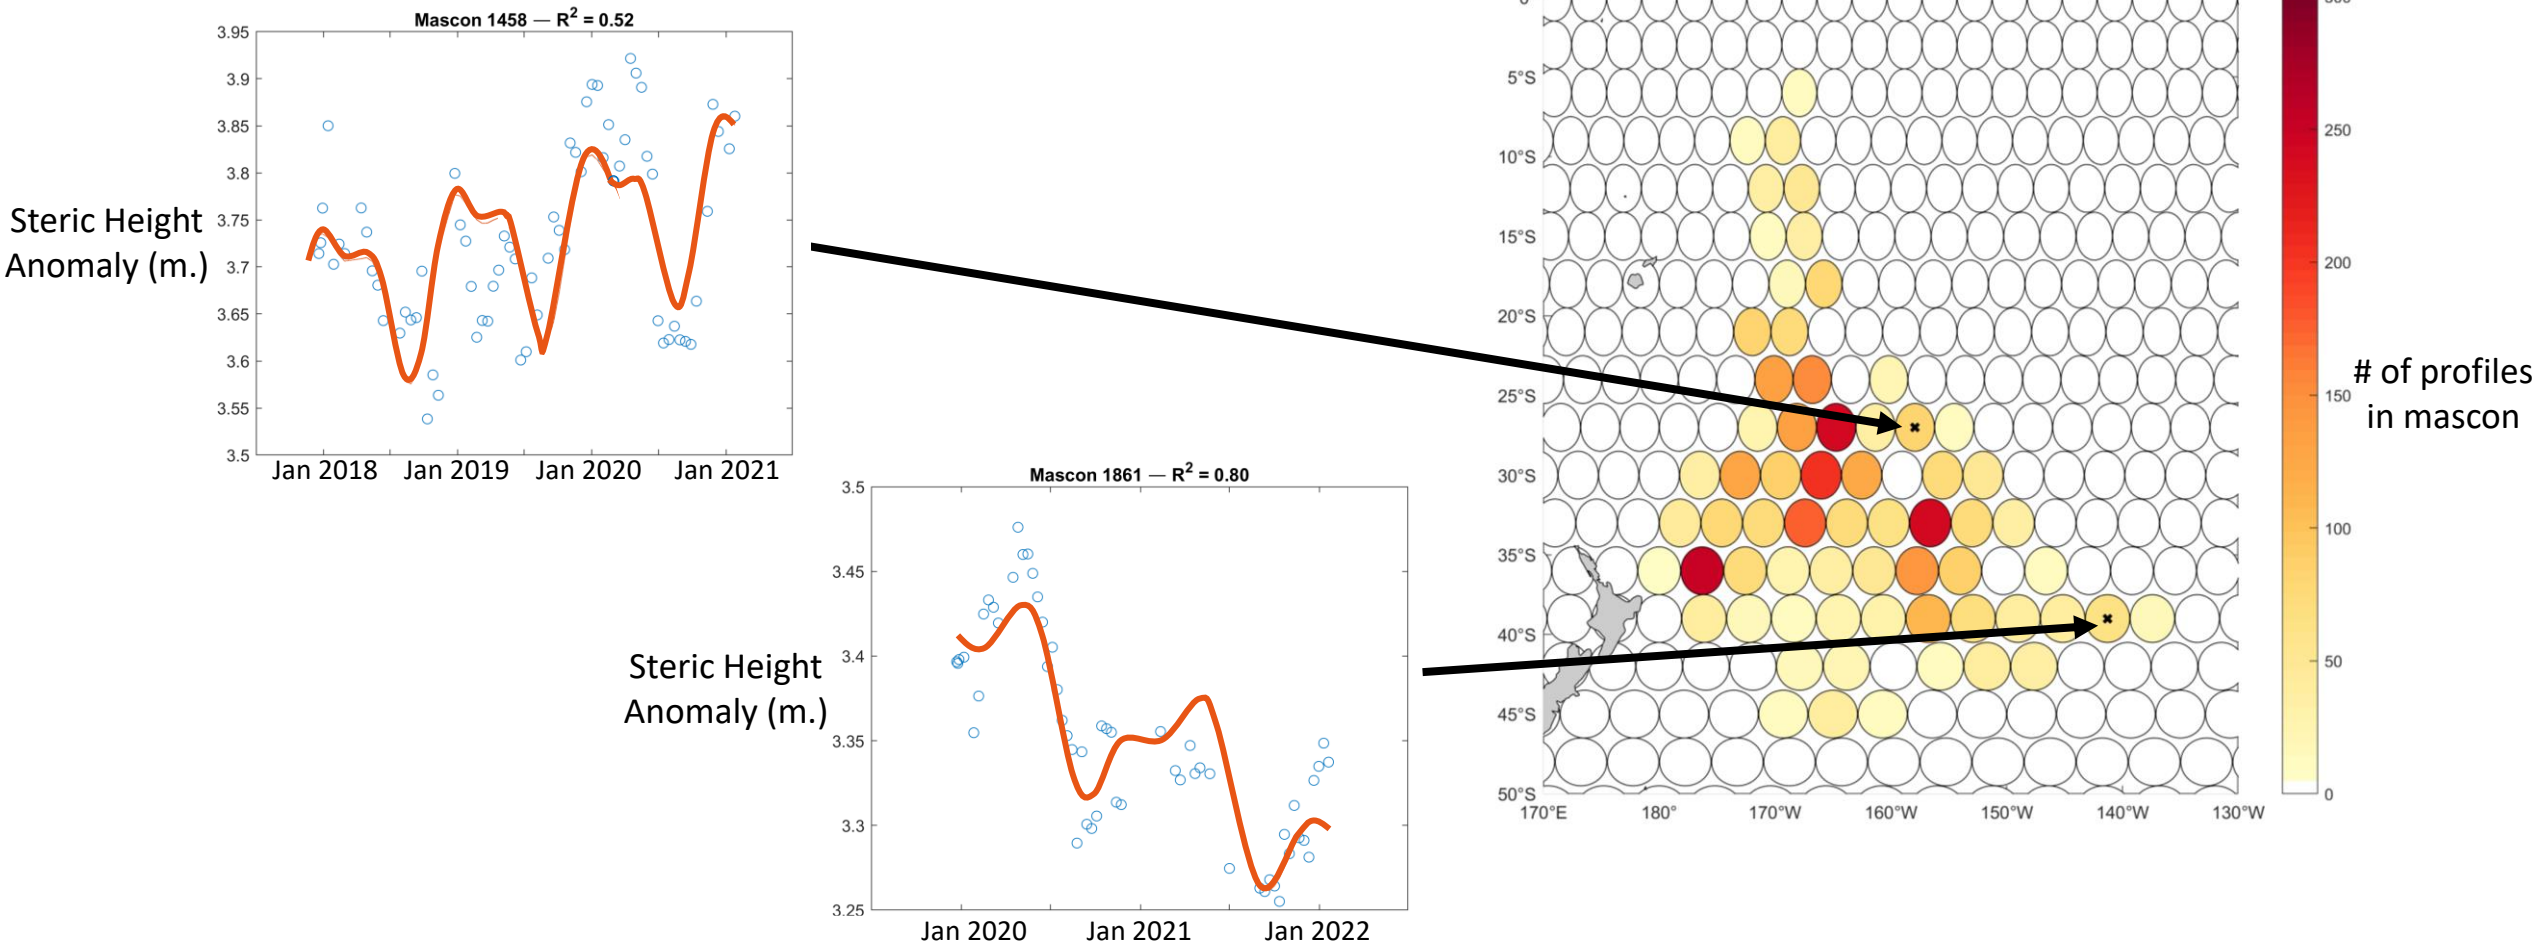 Mascon 1458 — R² = 0.52
3.95
3.9
3.85
3.8
3.75
3.7
3.65
3.6
3.55
3.5
Steric Height
Anomaly (m.)
Jan 2018 Jan 2019 Jan 2020 Jan 2021
Mascon 1861 — R² = 0.80
3.5
3.45
3.4
3.35
3.3
3.25
Steric Height
Anomaly (m.)
Jan 2020 Jan 2021 Jan 2022
5°S
10°S
15°S
20°S
25°S
30°S
35°S
40°S
45°S
50°S
170°E 180° 170°W 160°W 150°W 140°W 130°W
250
200
150
100
50
0
# of profiles
in mascon